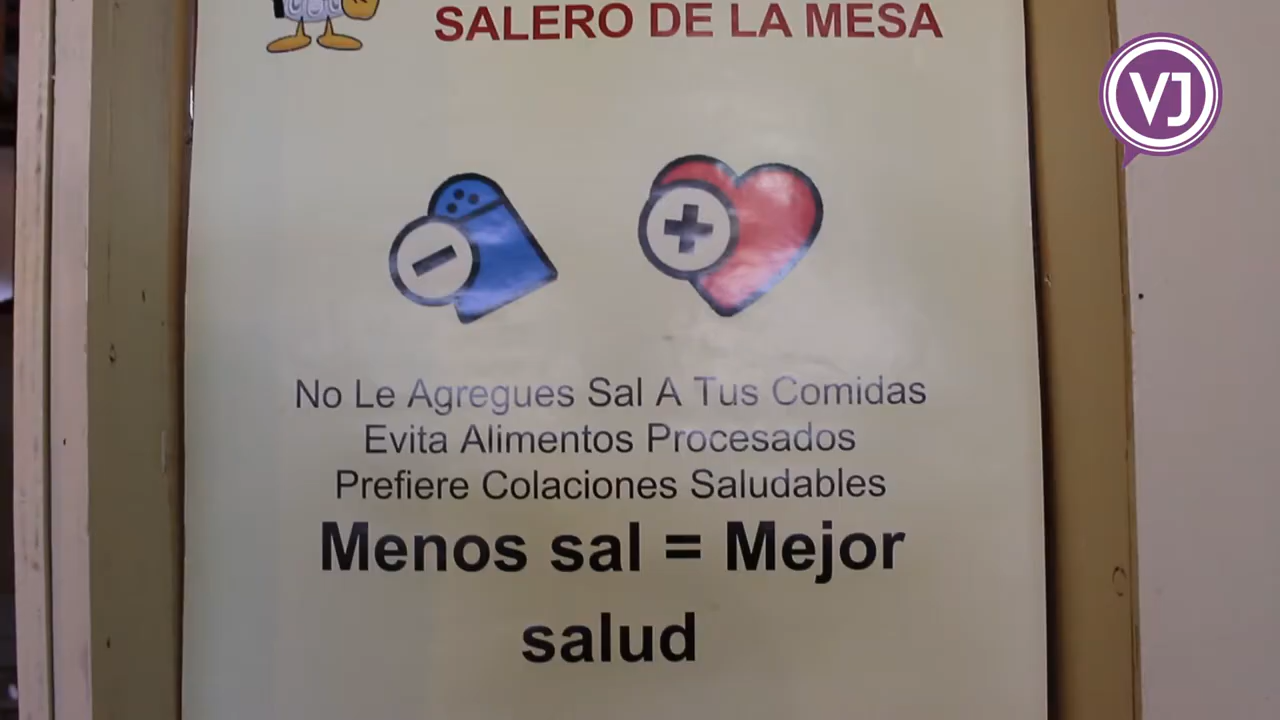 SALERO DE LA MESA
VJ
No Le Agregues Sal A Tus Comidas
Evita Alimentos Procesados
Prefiere Colaciones Saludables
Menos sal = Mejor
salud